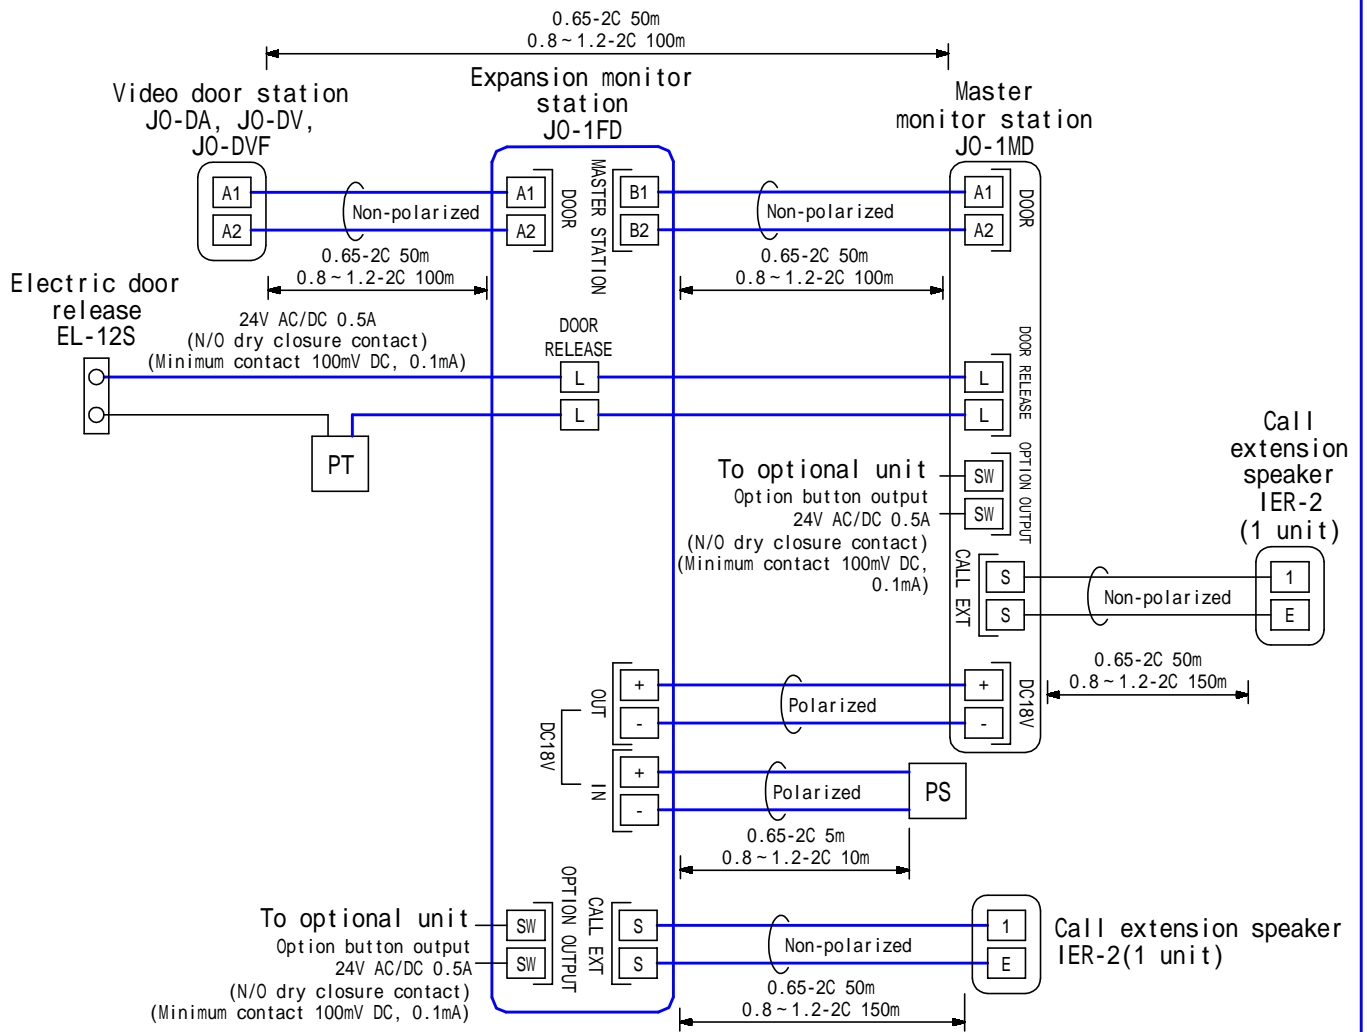 0.65-2C 50m
0.8~1.2-2C 100m
Video door station
JO-DA, JO-DV,
JO-DVF
Expansion monitor
station
JO-1FD
Master
monitor station
JO-1MD
A1
A2
Non-polarized
A1
A2
DOOR
MASTER STATION
B1
B2
Non-polarized
A1
A2
DOOR
0.65-2C 50m
0.8~1.2-2C 100m
0.65-2C 50m
0.8~1.2-2C 100m
Electric door
release
EL-12S
24V AC/DC 0.5A
(N/O dry closure contact)
(Minimum contact 100mV DC, 0.1mA)
DOOR
RELEASE
L
L
L
L
DOOR RELEASE
PT
To optional unit
Option button output
24V AC/DC 0.5A
(N/O dry closure contact)
(Minimum contact 100mV DC,
0.1mA)
SW
SW
OPTION OUTPUT
CALL EXT
S
S
Non-polarized
Call
extension
speaker
IER-2
(1 unit)
1
E
0.65-2C 50m
0.8~1.2-2C 150m
OUT
+
-
Polarized
+
-
DC18V
DC18V
IN
+
-
Polarized
PS
0.65-2C 5m
0.8~1.2-2C 10m
To optional unit
Option button output
24V AC/DC 0.5A
(N/O dry closure contact)
(Minimum contact 100mV DC, 0.1mA)
SW
SW
OPTION OUTPUT
CALL EXT
S
S
Non-polarized
1
E
Call extension speaker
IER-2(1 unit)
0.65-2C 50m
0.8~1.2-2C 150m